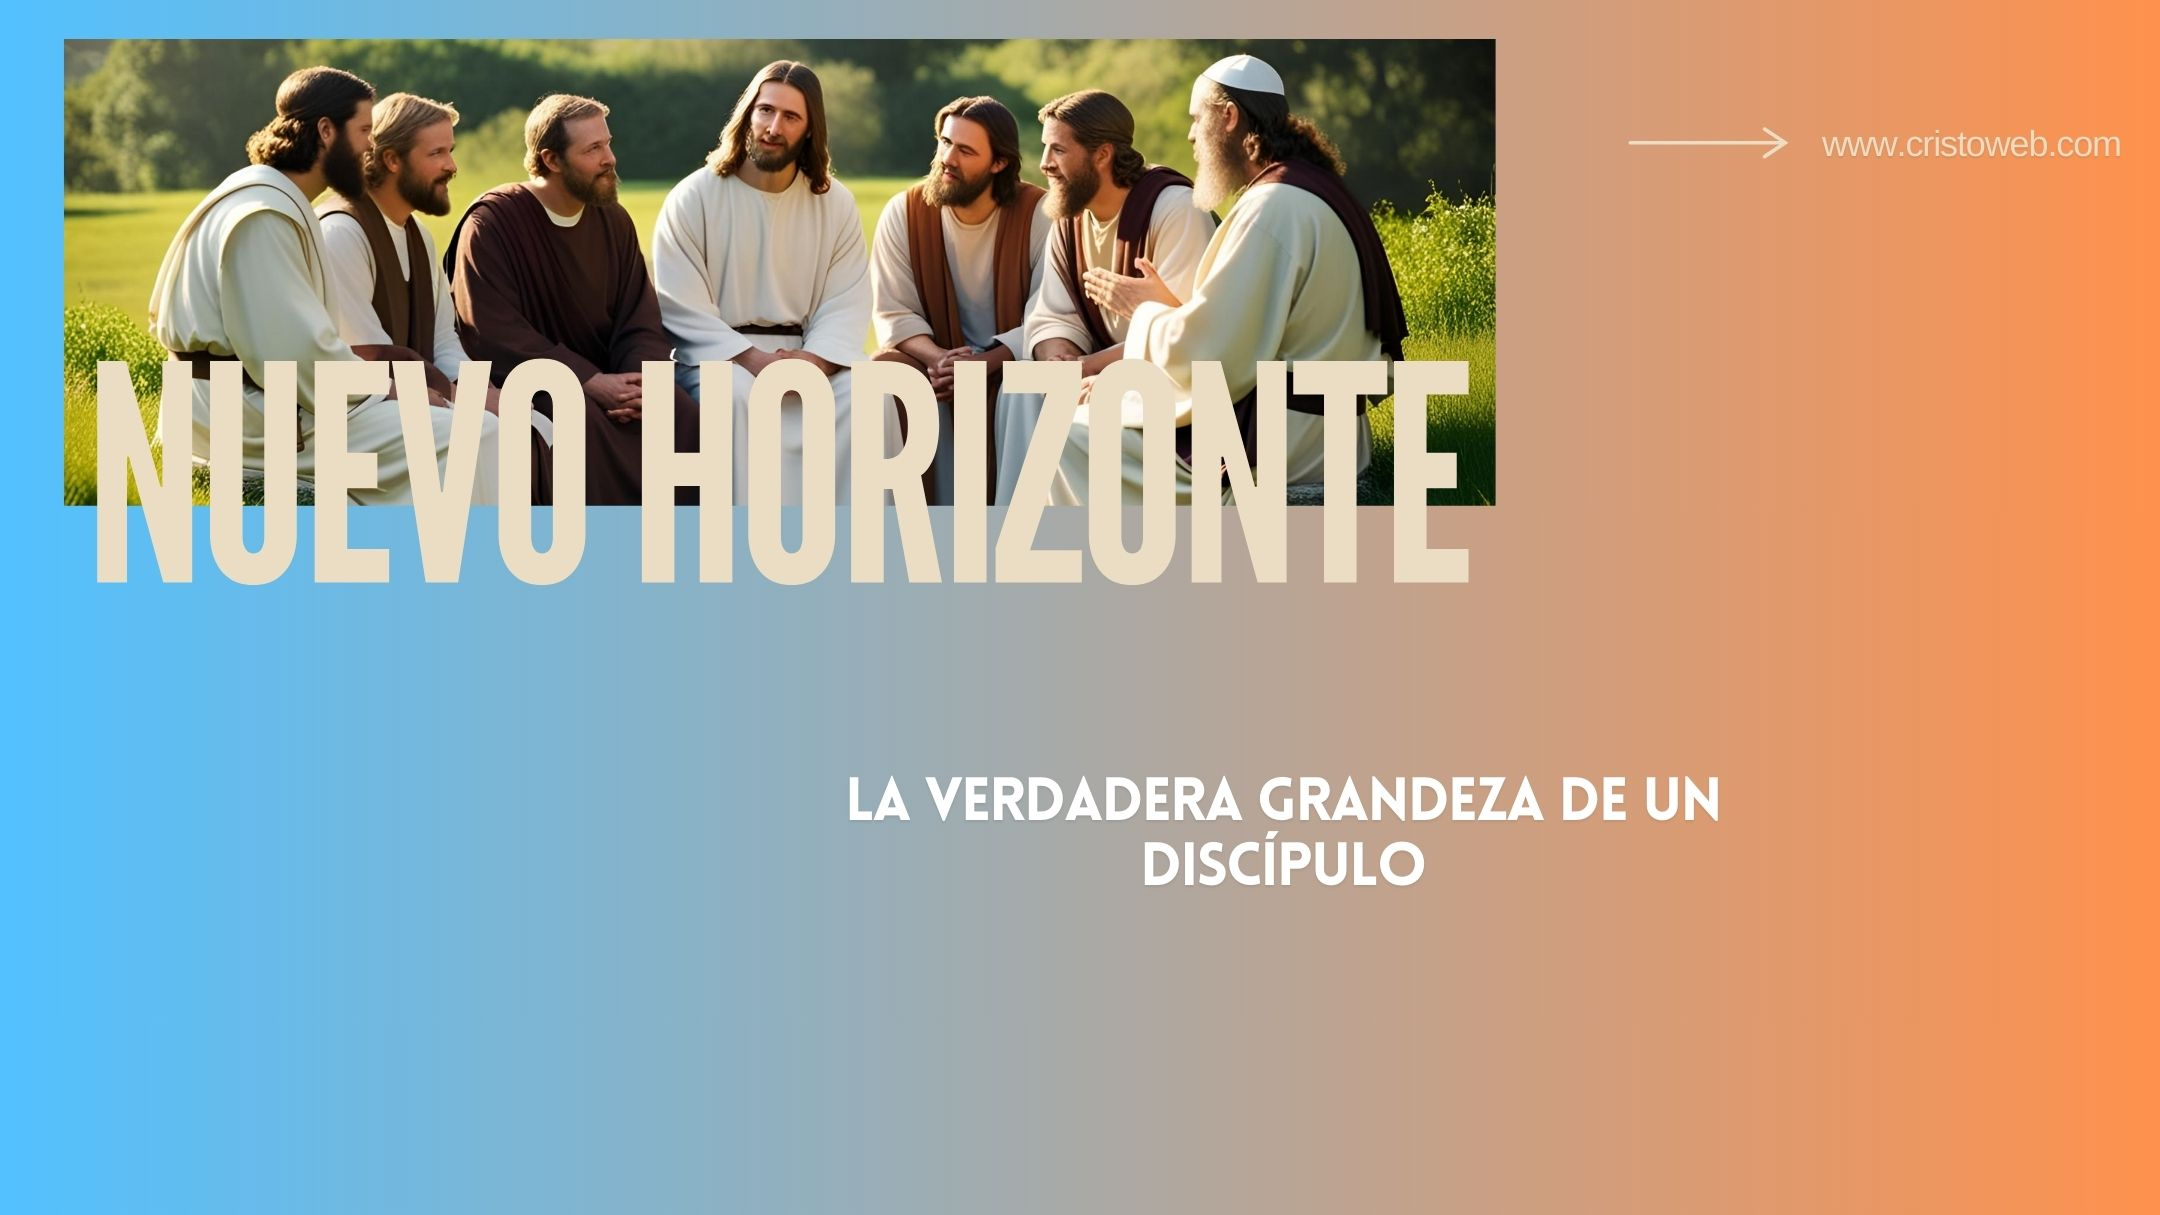 www.cristoweb.com
NUEVO HORIZONTE
LA VERDADERA GRANDEZA DE UN
DISCÍPULO